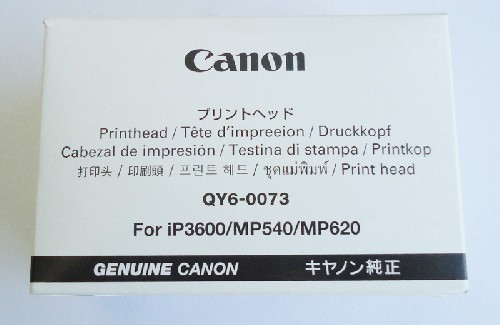 Canon
プリントヘッド
Printhead / Tête d'impreeion / Druckkopf
Cabezal de impresión / Testina di stampa / Printkop
打印头 / 印刷頭 / 프린트 헤드 / ชุดแม่พิมพ์ / Print head
QY6-0073
For iP3600/MP540/MP620
GENUINE CANON キヤノン純正